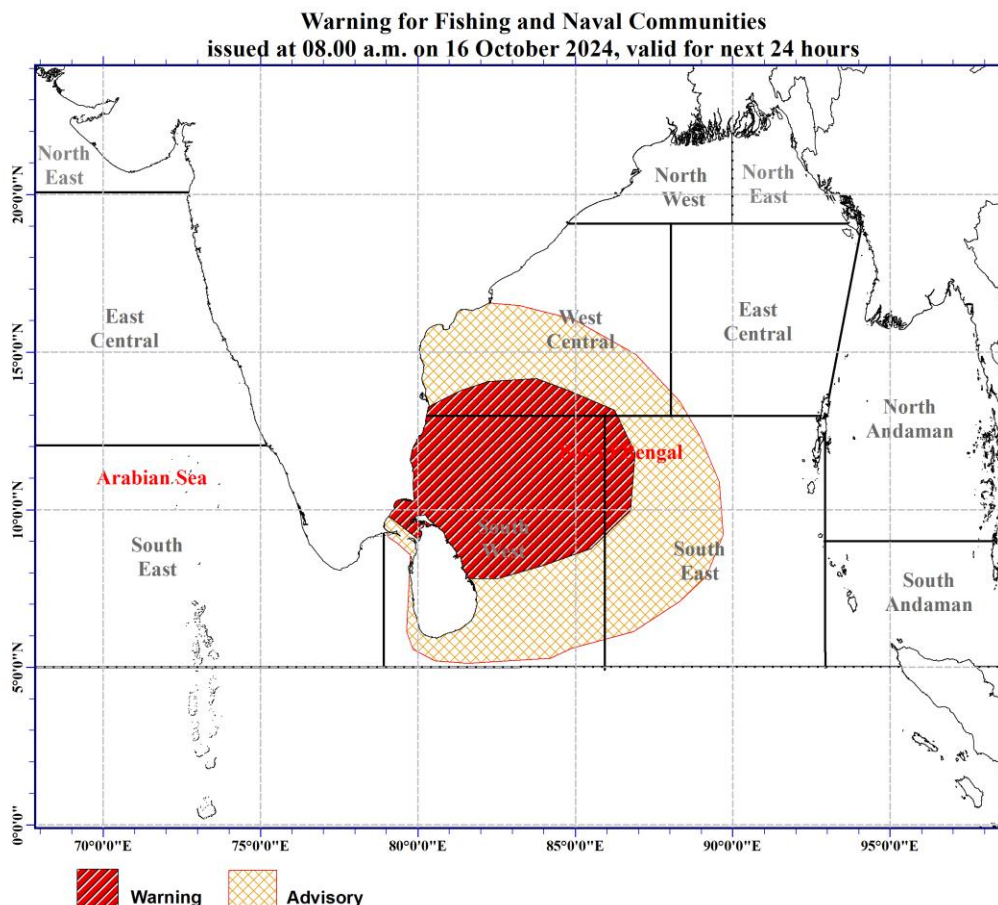 Warning for Fishing and Naval Communities
issued at 08.00 a.m. on 16 October 2024, valid for next 24 hours
North
East
North
West
North
East
East
Central
West
Central
East
Central
North
Andaman
Arabian Sea
Bengal
South
East
South
West
South
East
South
Andaman
20°0'0"N
15°0'0"N
10°0'0"N
5°0'0"N
0°0'0"
70°0'0"E
75°0'0"E
80°0'0"E
85°0'0"E
90°0'0"E
95°0'0"E
Warning
Advisory